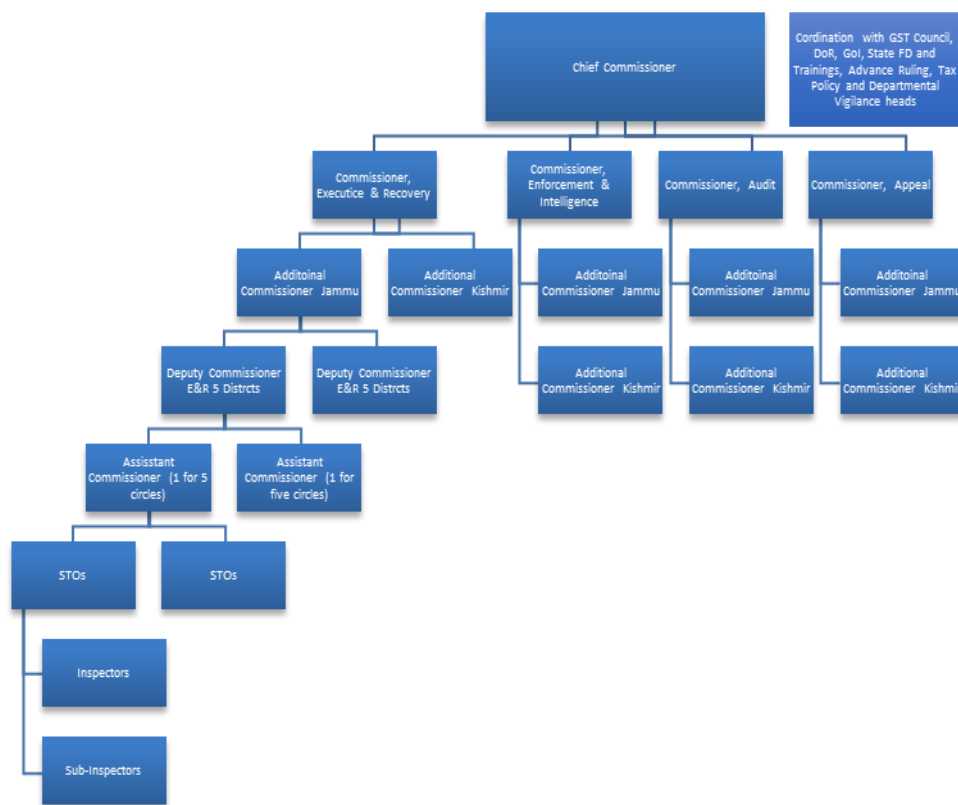 Chief Commissioner
Cordination with GST Council,
DoR, GoI, State FD and
Trainings, Advance Ruling, Tax
Policy and Departmental
Vigilance heads
Commissioner,
Executice & Recovery
Commissioner,
Enforcement &
Intelligence
Commissioner, Audit
Commissioner, Appeal
Additoinal
Commissioner Jammu
Additional
Commissioner Kishmir
Additoinal
Commissioner Jammu
Additoinal
Commissioner Jammu
Additoinal
Commissioner Jammu
Deputy Commissioner
E&R 5 Distrcts
Deputy Commissioner
E&R 5 Distrcts
Additional
Commissioner Kishmir
Additional
Commissioner Kishmir
Additional
Commissioner Kishmir
Assisstant
Commissioner (1 for 5
circles)
Assistant
Commissioner (1 for
five circles)
STOs
STOs
Inspectors
Sub-Inspectors